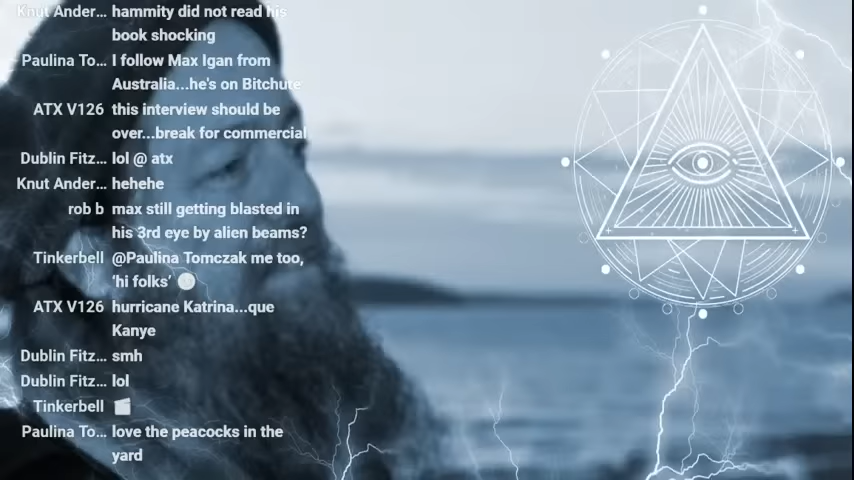 Knut Ander... hammity did not read his
book shocking
Paulina To... I follow Max Igan from
Australia...he's on Bitchute
ATX V126 this interview should be
over...break for commercial
Dublin Fitz... lol @ atx
Knut Ander... hehehe
rob b max still getting blasted in
his 3rd eye by alien beams?
Tinkerbell @Paulina Tomczak me too,
‘hi folks’
ATX V126 hurricane Katrina...que
Kanye
Dublin Fitz... smh
Dublin Fitz... lol
Tinkerbell
Paulina To... love the peacocks in the
yard